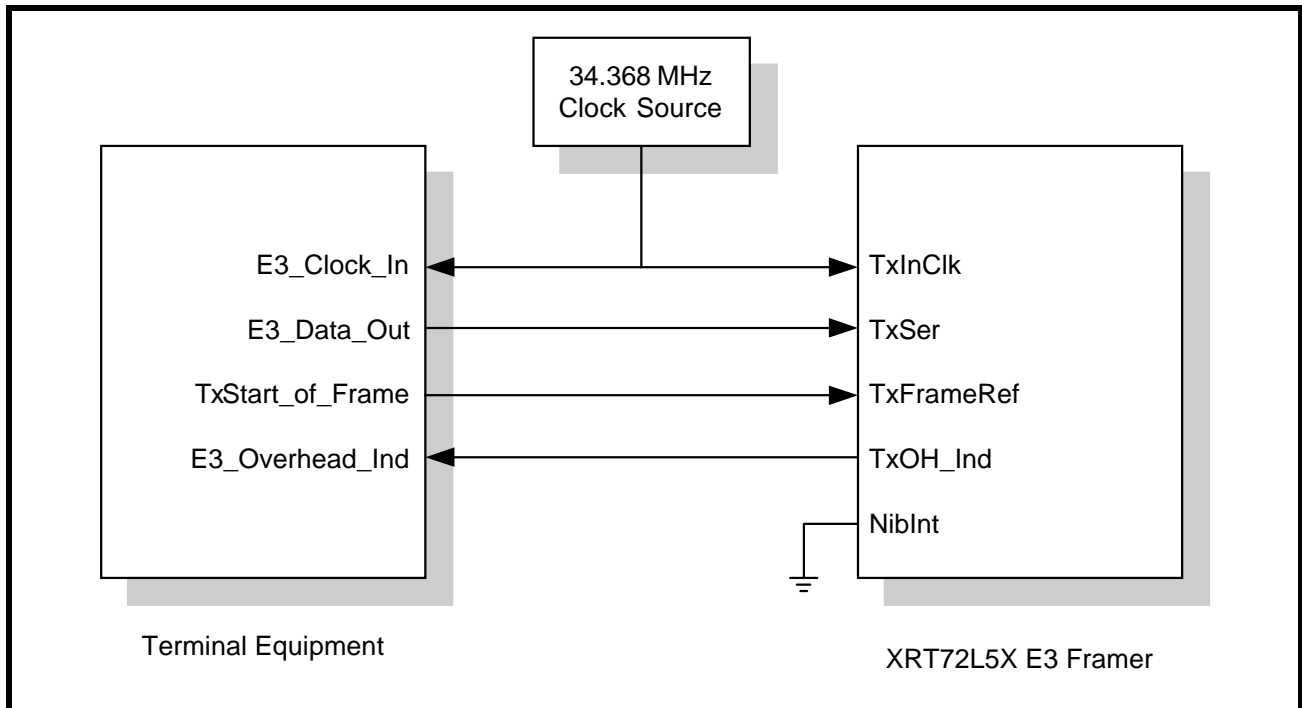 34.368 MHz
Clock Source
E3_Clock_In
E3_Data_Out
TxStart_of_Frame
E3_Overhead_Ind
TxInClk
TxSer
TxFrameRef
TxOH_Ind
NibInt
Terminal Equipment
XRT72L5X E3 Framer